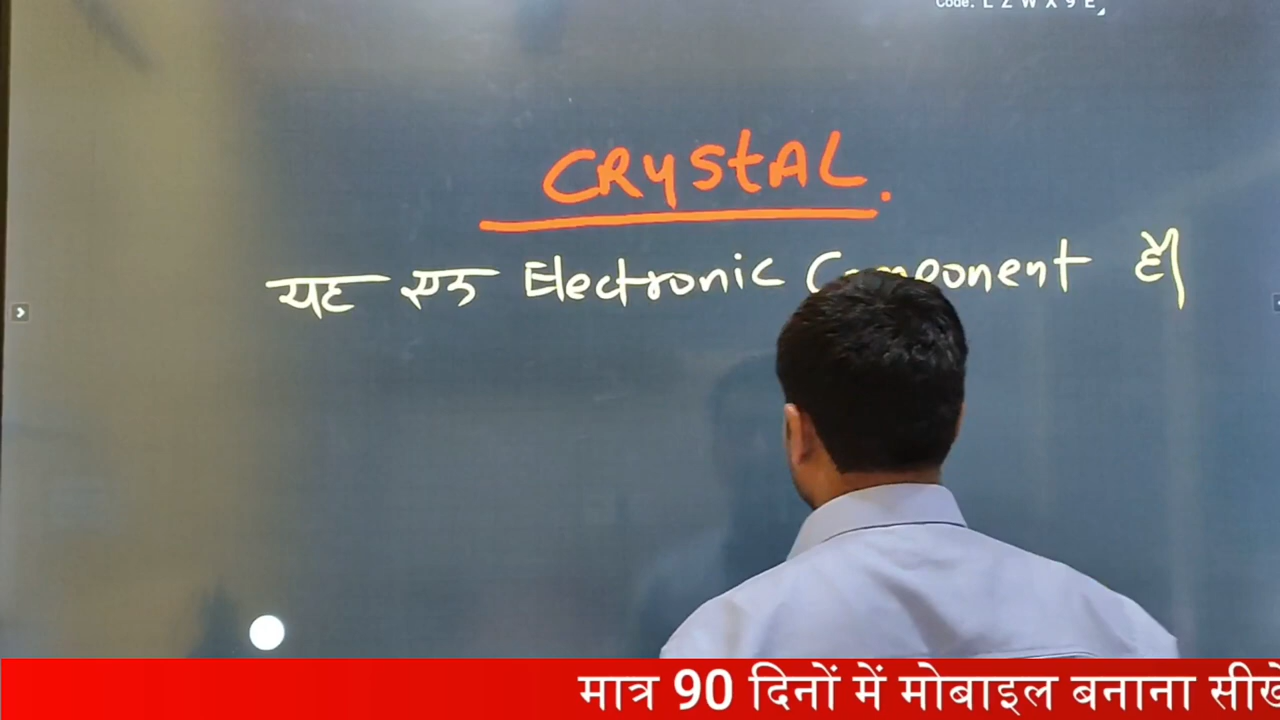 Code: L Z W X 9 E
CRYStAL.
यह एक Electronic Component है।
मात्र 90 दिनों में मोबाइल बनाना सीखे